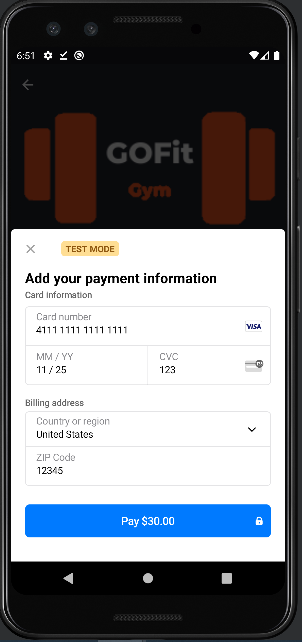 6:51
GOFit
Gym
TEST MODE
Add your payment information
Card information
Card number
4111 1111 1111 1111
VISA
MM / YY
11 / 25
CVC
123
Billing address
Country or region
United States
ZIP Code
12345
Pay $30.00